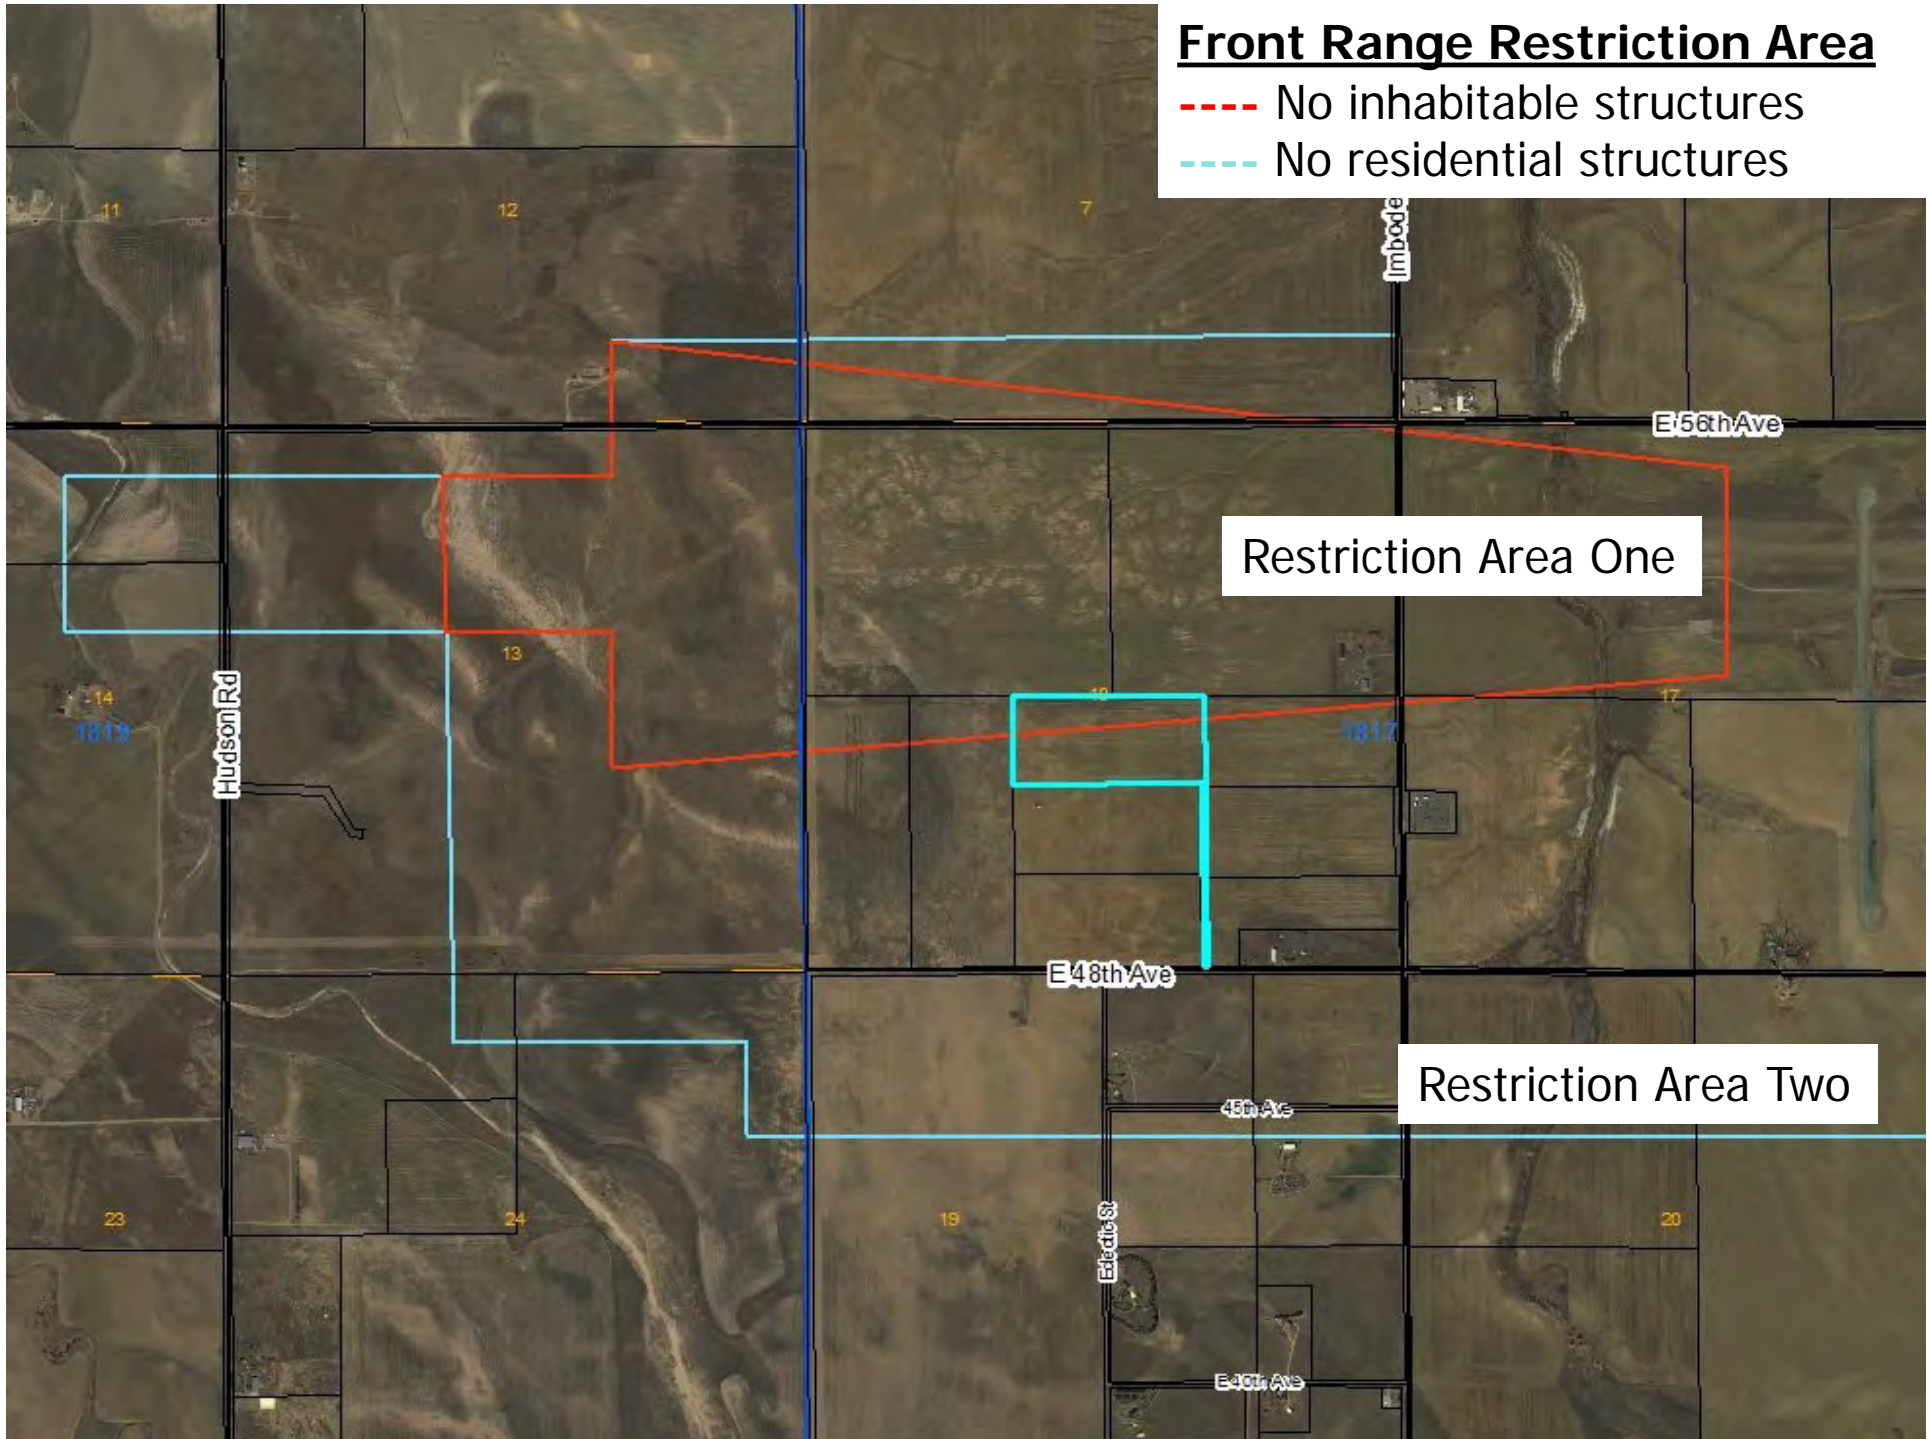 Front Range Restriction Area
---- No inhabitable structures
---- No residential structures
Imbode
11
12
7
E 56th Ave
Restriction Area One
13
14
1819
Hudson Rd
18
17
1817
E 48th Ave
Restriction Area Two
45th Ave
23
24
19
20
Eclectic St
E 40th Ave